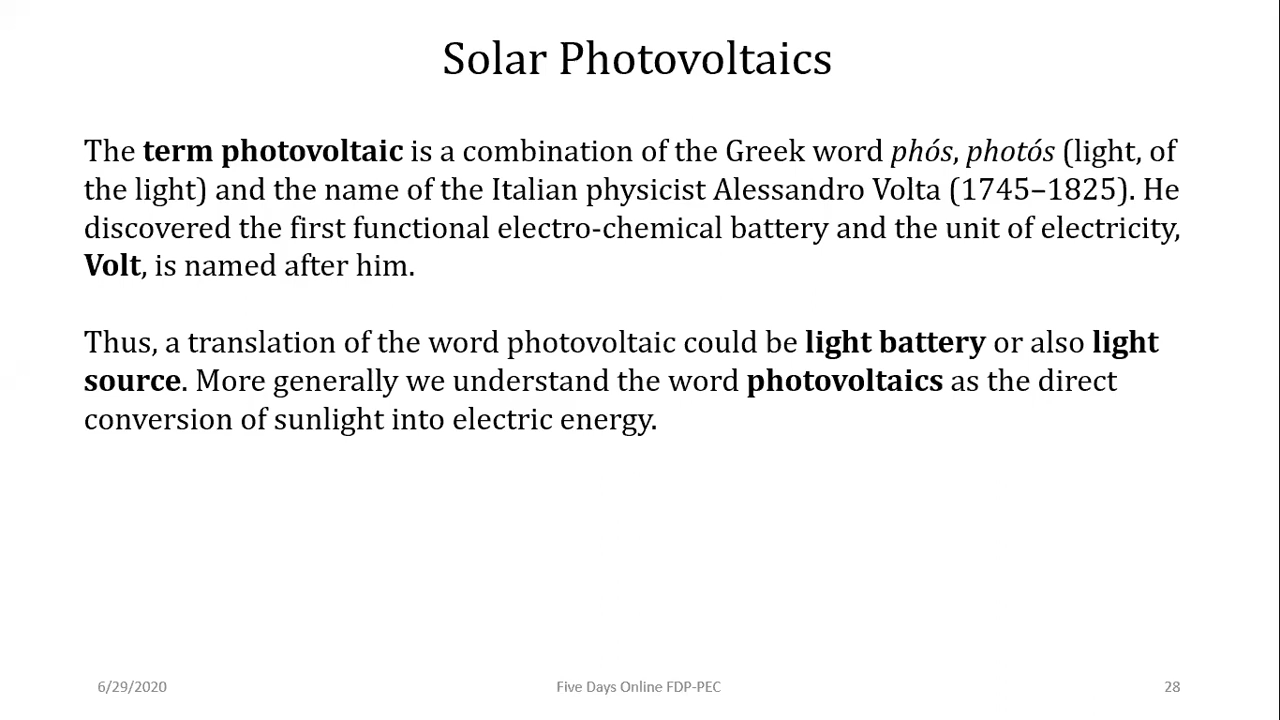 Solar Photovoltaics
The term photovoltaic is a combination of the Greek word phós, photós (light, of
the light) and the name of the Italian physicist Alessandro Volta (1745–1825). He
discovered the first functional electro-chemical battery and the unit of electricity,
Volt, is named after him.
Thus, a translation of the word photovoltaic could be light battery or also light
source. More generally we understand the word photovoltaics as the direct
conversion of sunlight into electric energy.
6/29/2020
Five Days Online FDP-PEC
28